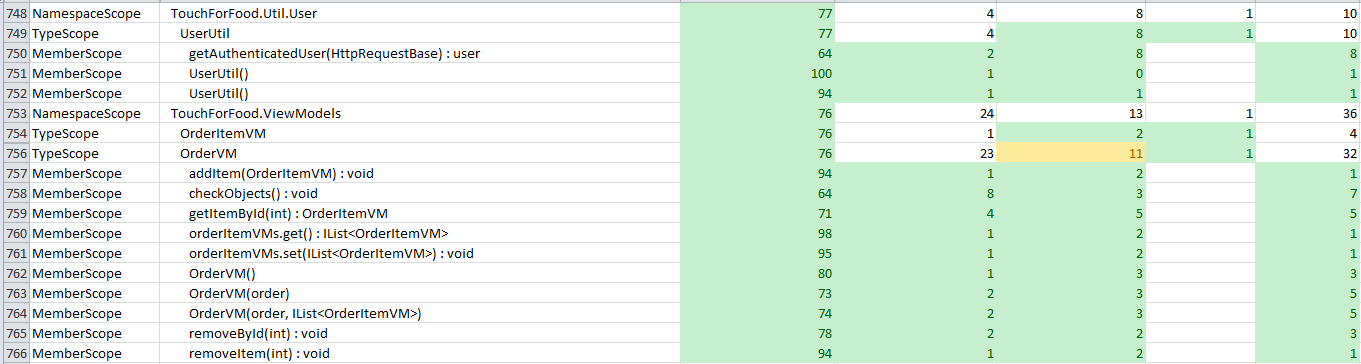 748 NamespaceScope TouchForFood.Util.User 77 4 8 1 10
749 TypeScope UserUtil 77 4 8 1 10
750 MemberScope getAuthenticatedUser(HttpRequestBase) : user 64 2 8 8
751 MemberScope UserUtil() 100 1 0 1
752 MemberScope UserUtil() 94 1 1 1
753 NamespaceScope TouchForFood.ViewModels 76 24 13 1 36
754 TypeScope OrderItemVM 76 1 2 1 4
756 TypeScope OrderVM 76 23 11 1 32
757 MemberScope addItem(OrderItemVM) : void 94 1 2 1
758 MemberScope checkObjects() : void 64 8 3 7
759 MemberScope getItemById(int) : OrderItemVM 71 4 5 5
760 MemberScope orderItemVMs.get() : IList<OrderItemVM> 98 1 2 1
761 MemberScope orderItemVMs.set(IList<OrderItemVM>) : void 95 1 2 1
762 MemberScope OrderVM() 80 1 3 3
763 MemberScope OrderVM(order) 73 2 3 5
764 MemberScope OrderVM(order, IList<OrderItemVM>) 74 2 3 5
765 MemberScope removeById(int) : void 78 2 2 3
766 MemberScope removeItem(int) : void 94 1 2 1